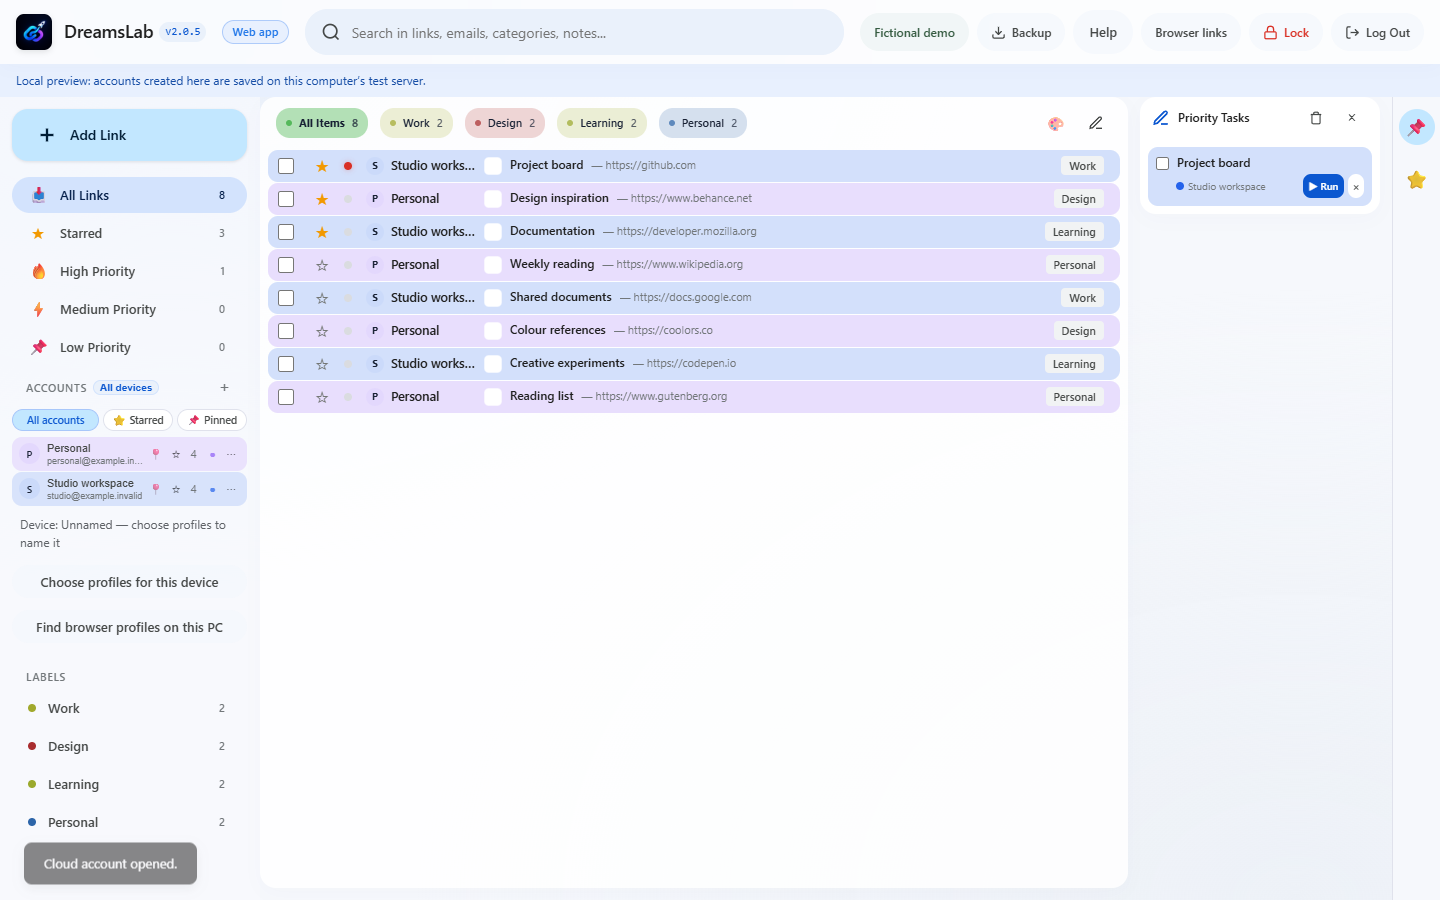 DreamsLab v2.0.5 Web app
Search in links, emails, categories, notes...
Fictional demo Backup Help Browser links Lock Log Out
Local preview: accounts created here are saved on this computer's test server.
Add Link
All Links 8
Starred 3
High Priority 1
Medium Priority 0
Low Priority 0
ACCOUNTS All devices +
All accounts Starred Pinned
P Personal 4 ...
personal@example.in...
S Studio workspace 4 ...
studio@example.invalid
Device: Unnamed — choose profiles to
name it
Choose profiles for this device
Find browser profiles on this PC
LABELS
Work 2
Design 2
Learning 2
Personal 2
Cloud account opened.
All Items 8 Work 2 Design 2 Learning 2 Personal 2
S Studio works... Project board — https://github.com Work
P Personal Design inspiration — https://www.behance.net Design
S Studio works... Documentation — https://developer.mozilla.org Learning
P Personal Weekly reading — https://www.wikipedia.org Personal
S Studio works... Shared documents — https://docs.google.com Work
P Personal Colour references — https://coolors.co Design
S Studio works... Creative experiments — https://codepen.io Learning
P Personal Reading list — https://www.gutenberg.org Personal
Priority Tasks ×
Project board
Studio workspace Run ×